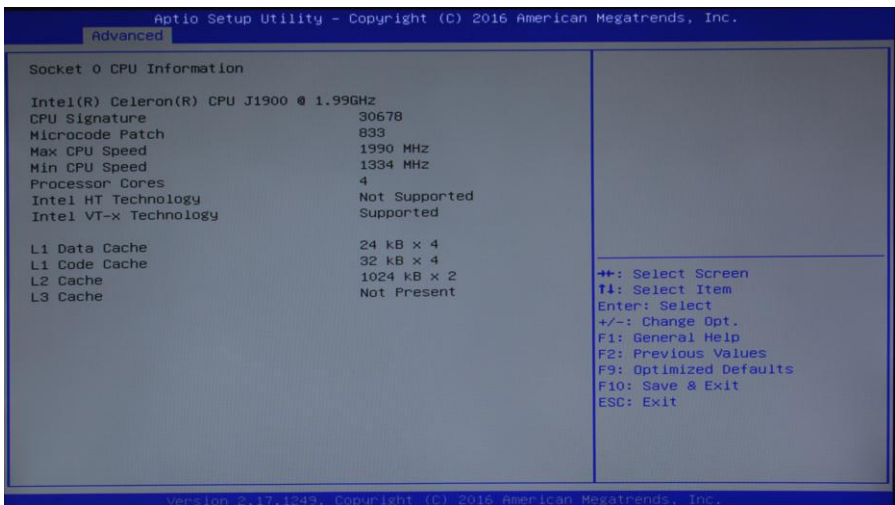 Aptio Setup Utility – Copyright (C) 2016 American Megatrends, Inc.
Advanced
Socket 0 CPU Information
Intel(R) Celeron(R) CPU J1900 @ 1.99GHz
CPU Signature 30678
Microcode Patch 833
Max CPU Speed 1990 MHz
Min CPU Speed 1334 MHz
Processor Cores 4
Intel HT Technology Not Supported
Intel VT-x Technology Supported
L1 Data Cache 24 kB x 4
L1 Code Cache 32 kB x 4
L2 Cache 1024 kB x 2
L3 Cache Not Present
→←: Select Screen
↑↓: Select Item
Enter: Select
+/-: Change Opt.
F1: General Help
F2: Previous Values
F9: Optimized Defaults
F10: Save & Exit
ESC: Exit
Version 2.17.1249. Copyright (C) 2016 American Megatrends, Inc.